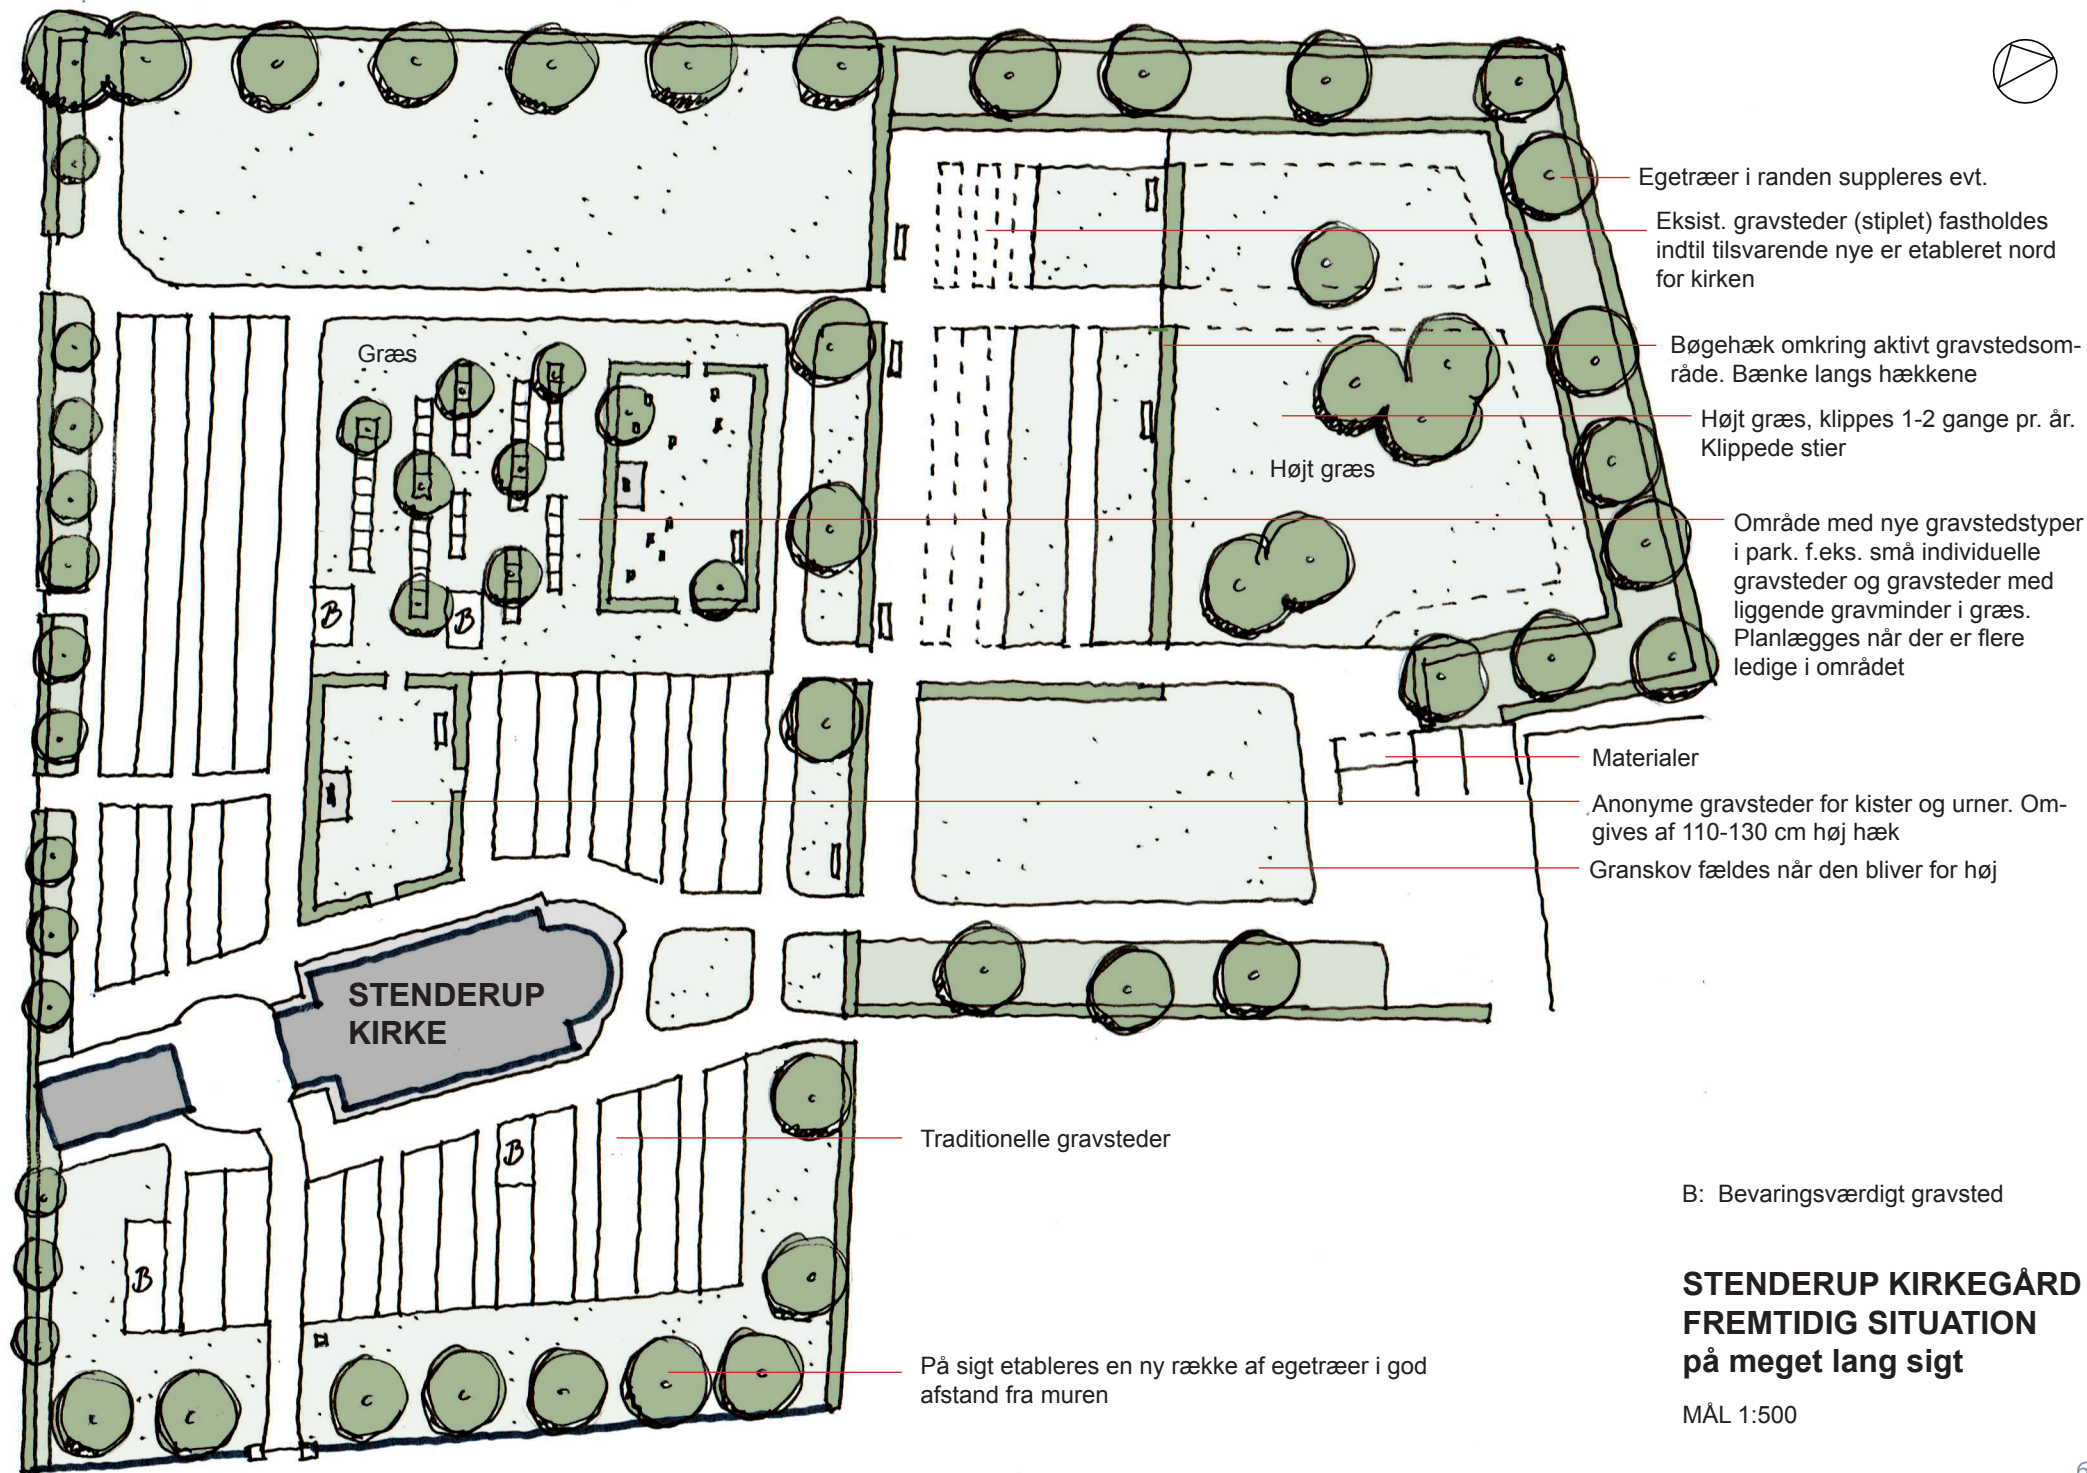 Egetræer i randen suppleres evt.
Eksist. gravsteder (stiplet) fastholdes
indtil tilsvarende nye er etableret nord
for kirken
Bøgehæk omkring aktivt gravstedsom-
råde. Bænke langs hækkene
Græs
Højt græs, klippes 1-2 gange pr. år.
Klippede stier
Højt græs
Område med nye gravstedstyper
i park. f.eks. små individuelle
gravsteder og gravsteder med
liggende gravminder i græs.
Planlægges når der er flere
ledige i området
B
B
Materialer
Anonyme gravsteder for kister og urner. Om-
gives af 110-130 cm høj hæk
Granskov fældes når den bliver for høj
STENDERUP
KIRKE
Traditionelle gravsteder
B
B
B: Bevaringsværdigt gravsted
STENDERUP KIRKEGÅRD
FREMTIDIG SITUATION
på meget lang sigt
MÅL 1:500
På sigt etableres en ny række af egetræer i god
afstand fra muren
6